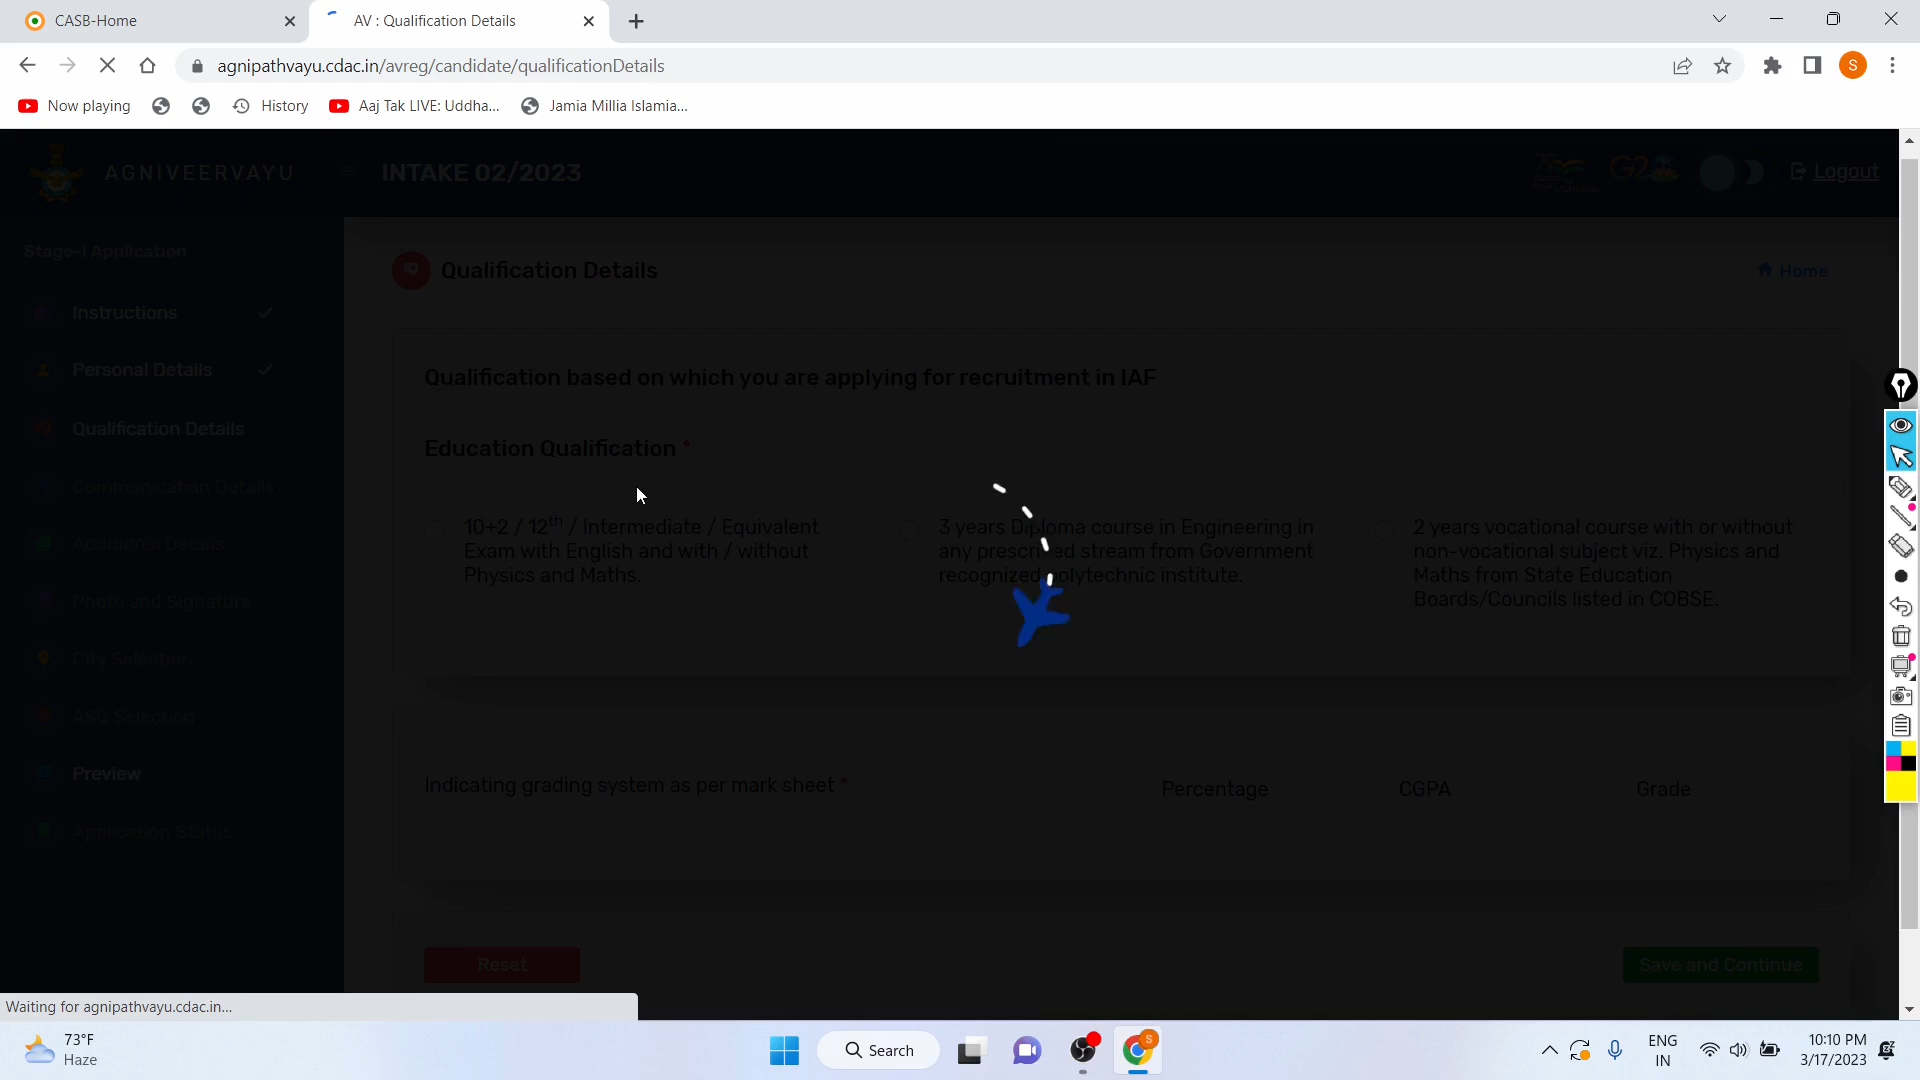 CASB-Home
AV : Qualification Details
agnipathvayu.cdac.in/avreg/candidate/qualificationDetails
S
Now playing
History
Aaj Tak LIVE: Uddha...
Jamia Millia Islamia...
AGNIVEERVAYU
INTAKE 02/2023
G20
Logout
Stage-I Application
Qualification Details
Home
Instructions
Personal Details
Qualification Details
Communication Details
Additional Details
Photo and Signature
City Selection
ASC Selection
Preview
Application Status
Qualification based on which you are applying for recruitment in IAF
Education Qualification *
10+2 / 12th / Intermediate / Equivalent
Exam with English and with / without
Physics and Maths.
3 years Diploma course in Engineering in
any prescribed stream from Government
recognized polytechnic institute.
2 years vocational course with or without
non-vocational subject viz. Physics and
Maths from State Education
Boards/Councils listed in COBSE.
Indicating grading system as per mark sheet *
Percentage
CGPA
Grade
Reset
Save and Continue
Waiting for agnipathvayu.cdac.in...
73°F
Haze
Search
S
ENG
IN
10:10 PM
3/17/2023